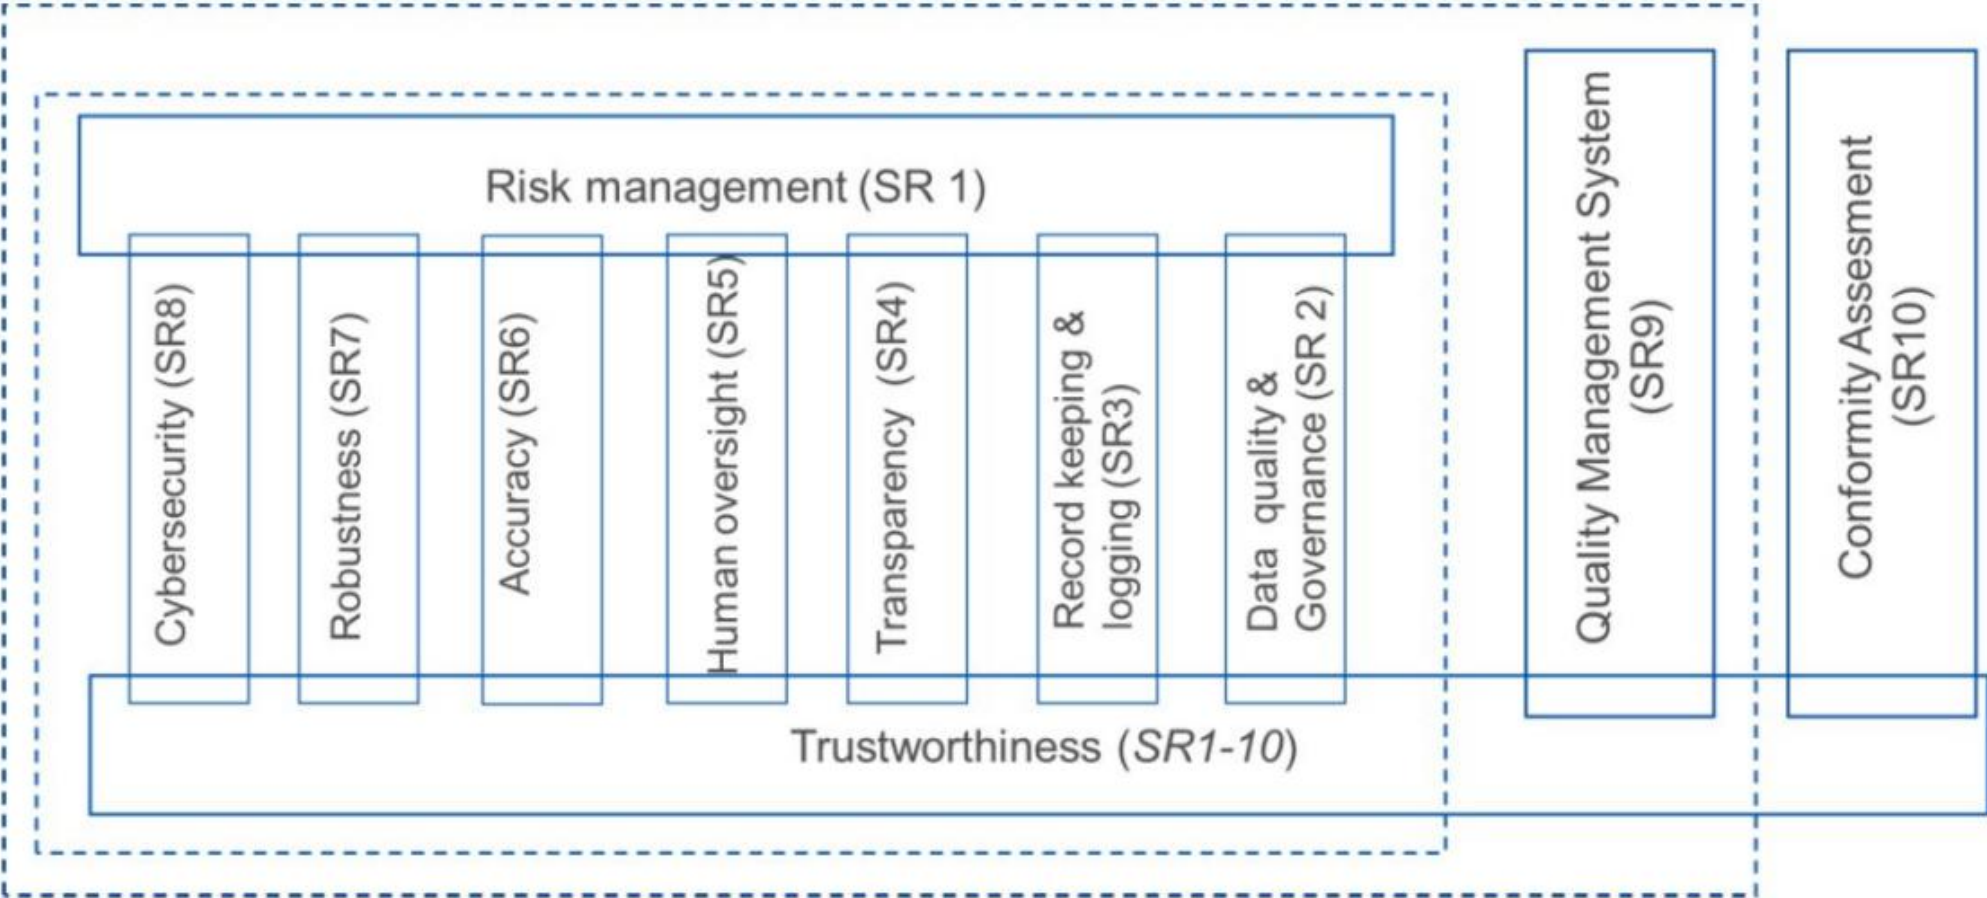 Risk management (SR 1)
Cybersecurity (SR8)
Robustness (SR7)
Accuracy (SR6)
Human oversight (SR5)
Transparency (SR4)
Record keeping &
logging (SR3)
Data quality &
Governance (SR 2)
Quality Management System
(SR9)
Conformity Assessment
(SR10)
Trustworthiness (SR1-10)